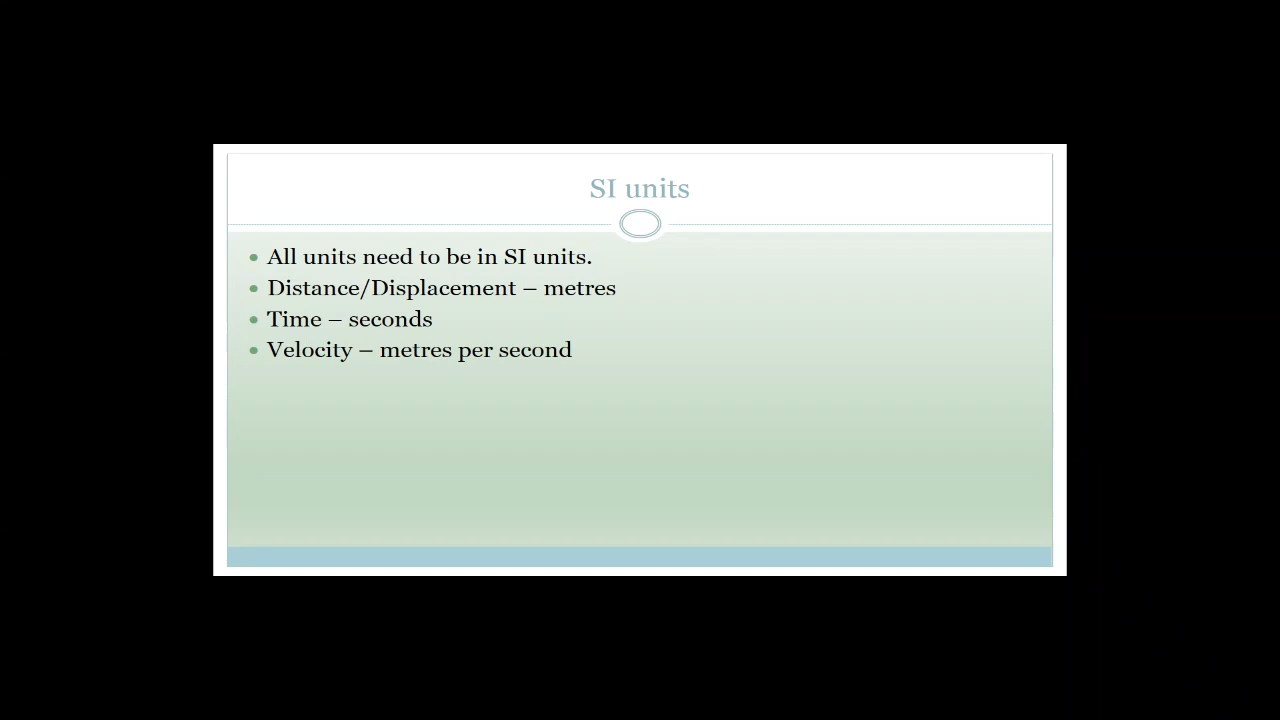 SI units
All units need to be in SI units.
Distance/Displacement – metres
Time – seconds
Velocity – metres per second